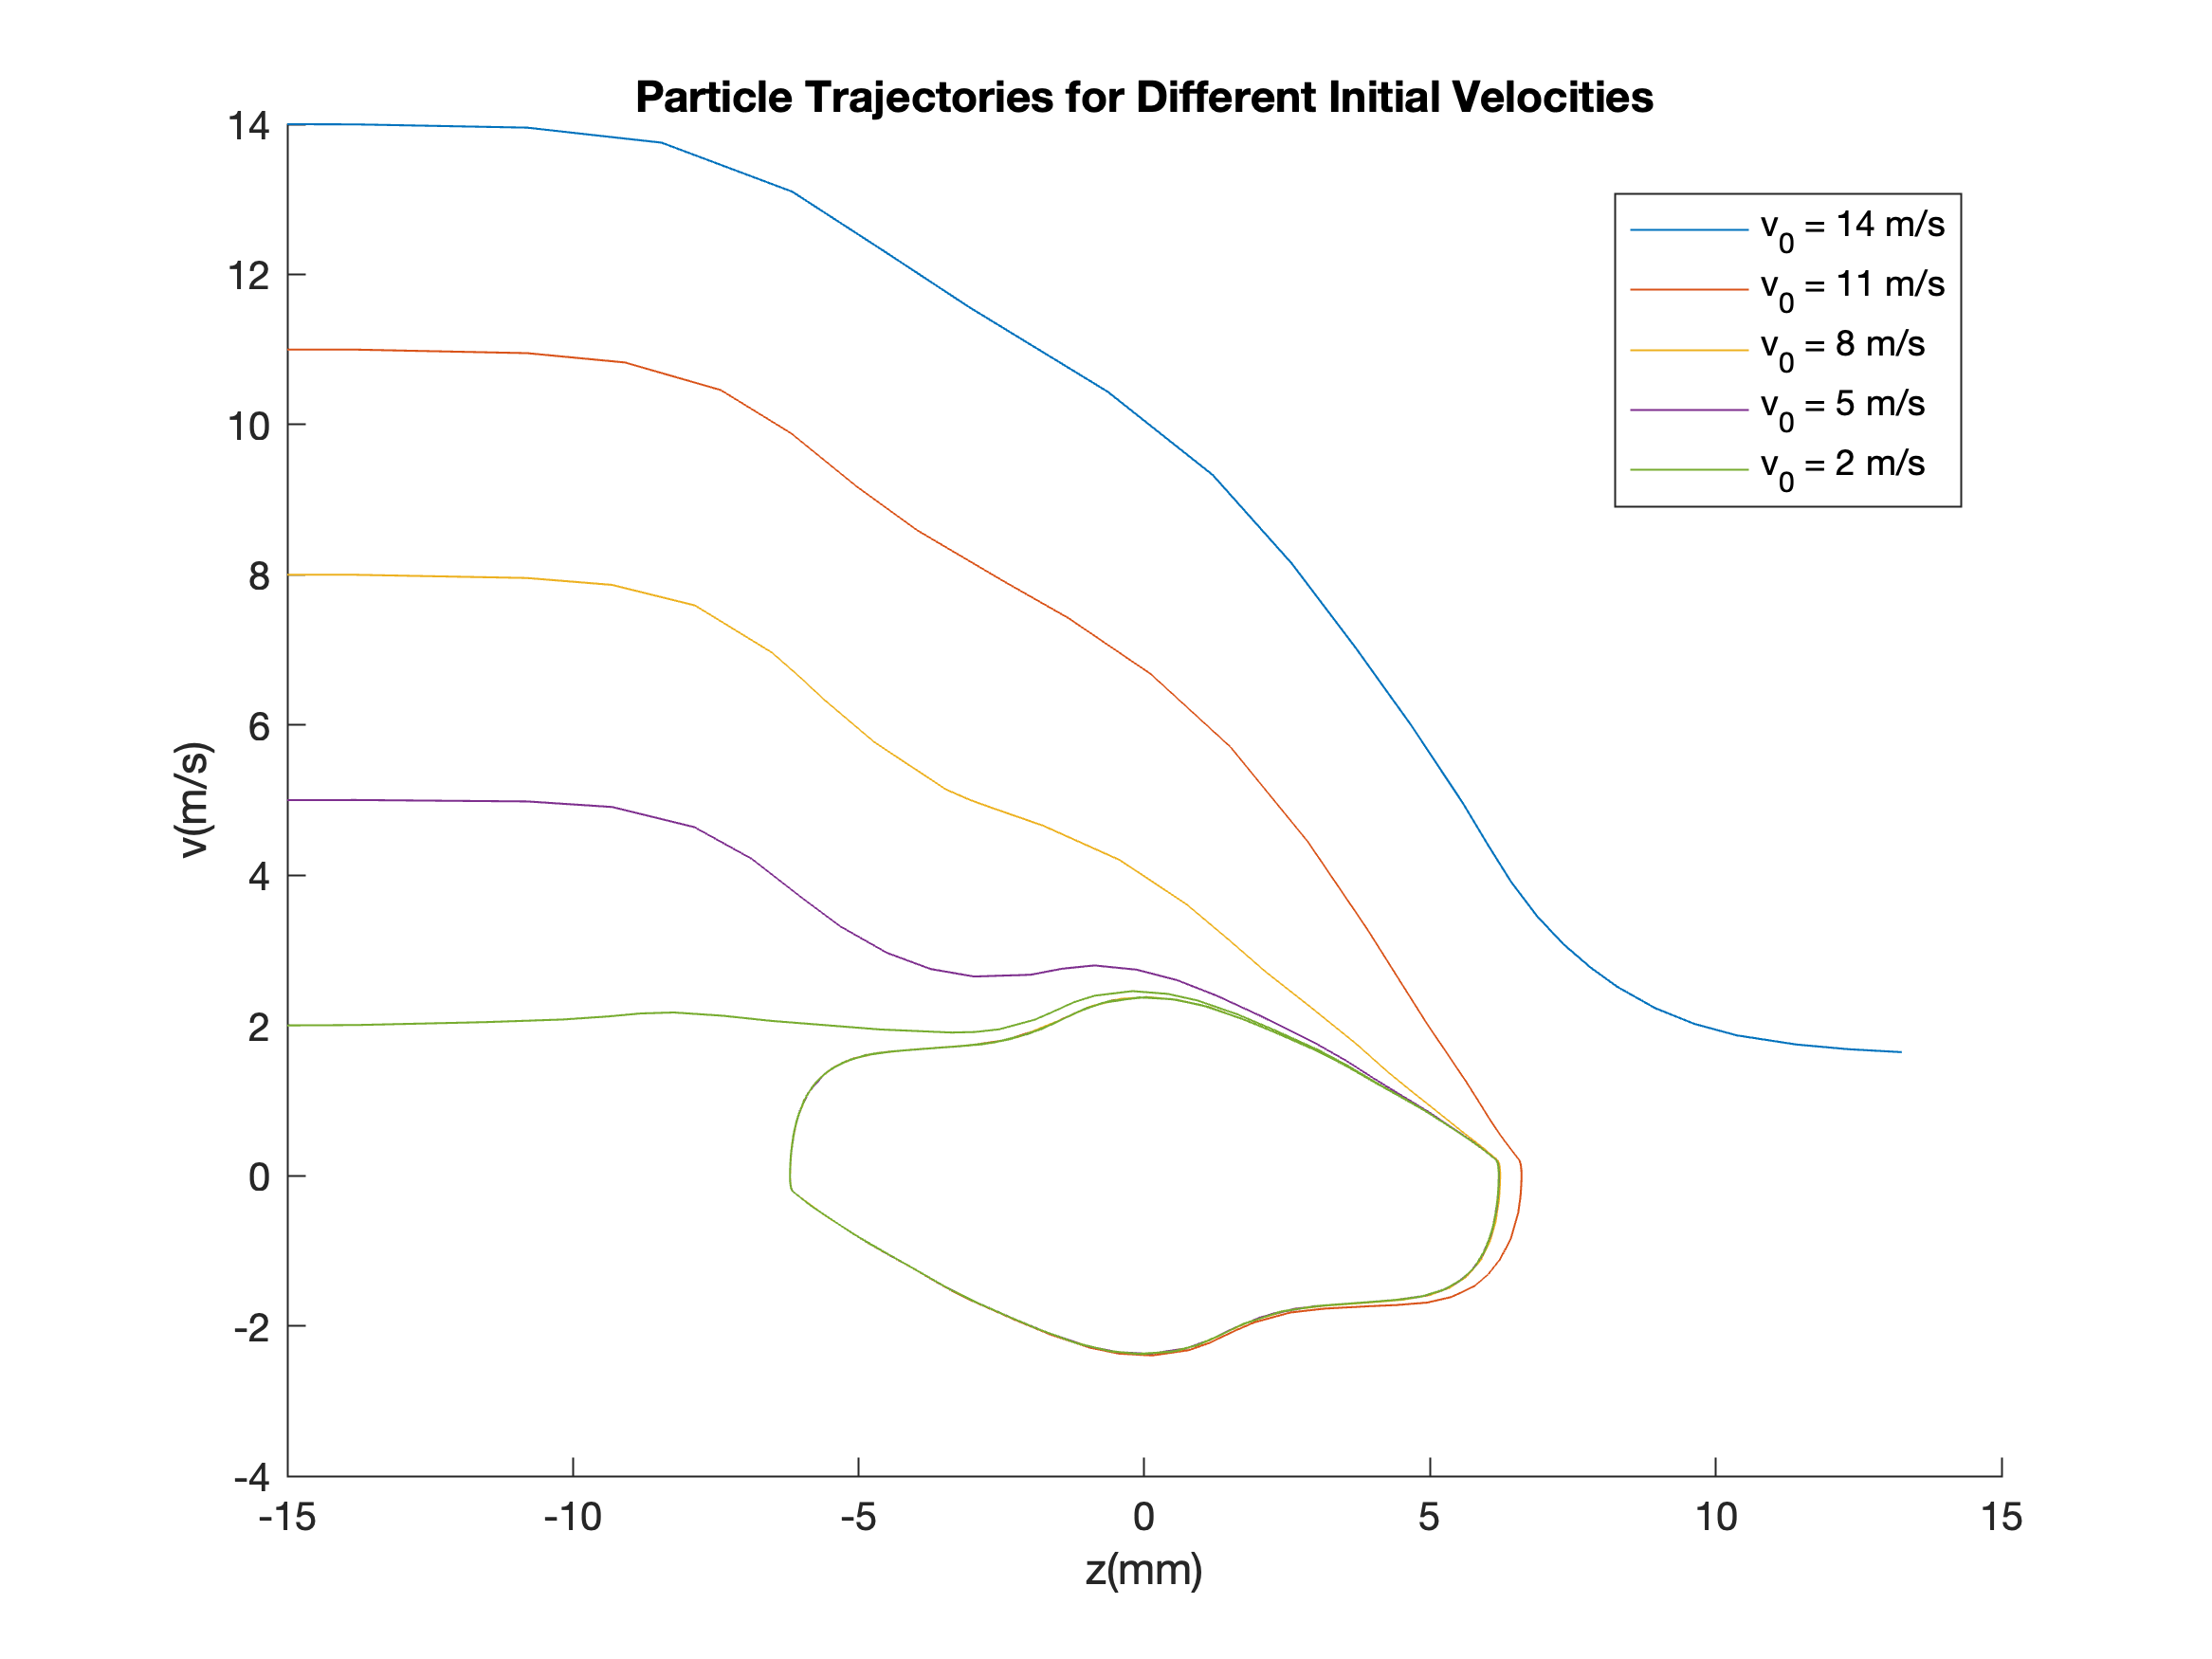 Particle Trajectories for Different Initial Velocities
14
12
10
8
6
4
2
0
-2
-4
v(m/s)
-15 -10 -5 0 5 10 15
z(mm)
v0 = 14 m/s
v0 = 11 m/s
v0 = 8 m/s
v0 = 5 m/s
v0 = 2 m/s